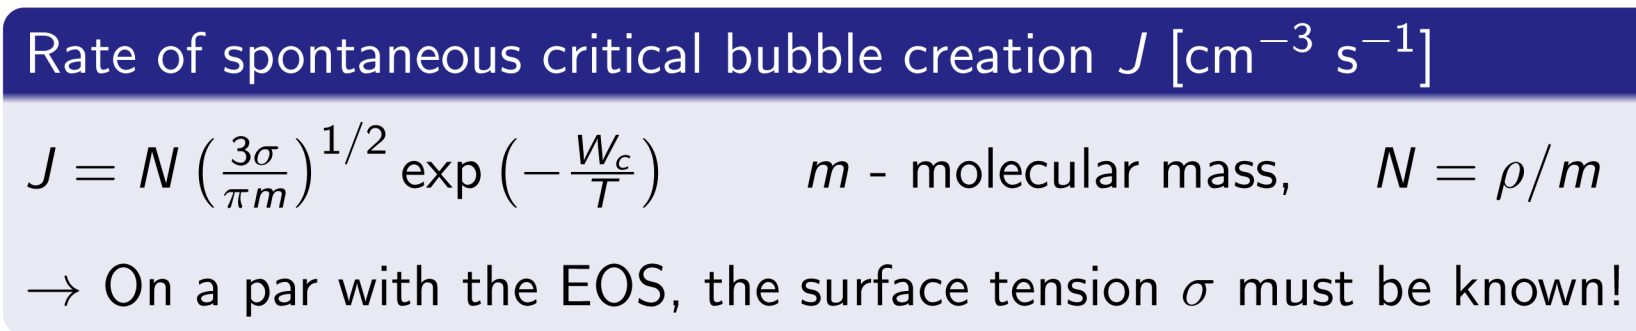 Rate of spontaneous critical bubble creation J [cm⁻³ s⁻¹]
J = N (3σ/πm)^1/2 exp (−W_c/T) m - molecular mass, N = ρ/m
→ On a par with the EOS, the surface tension σ must be known!